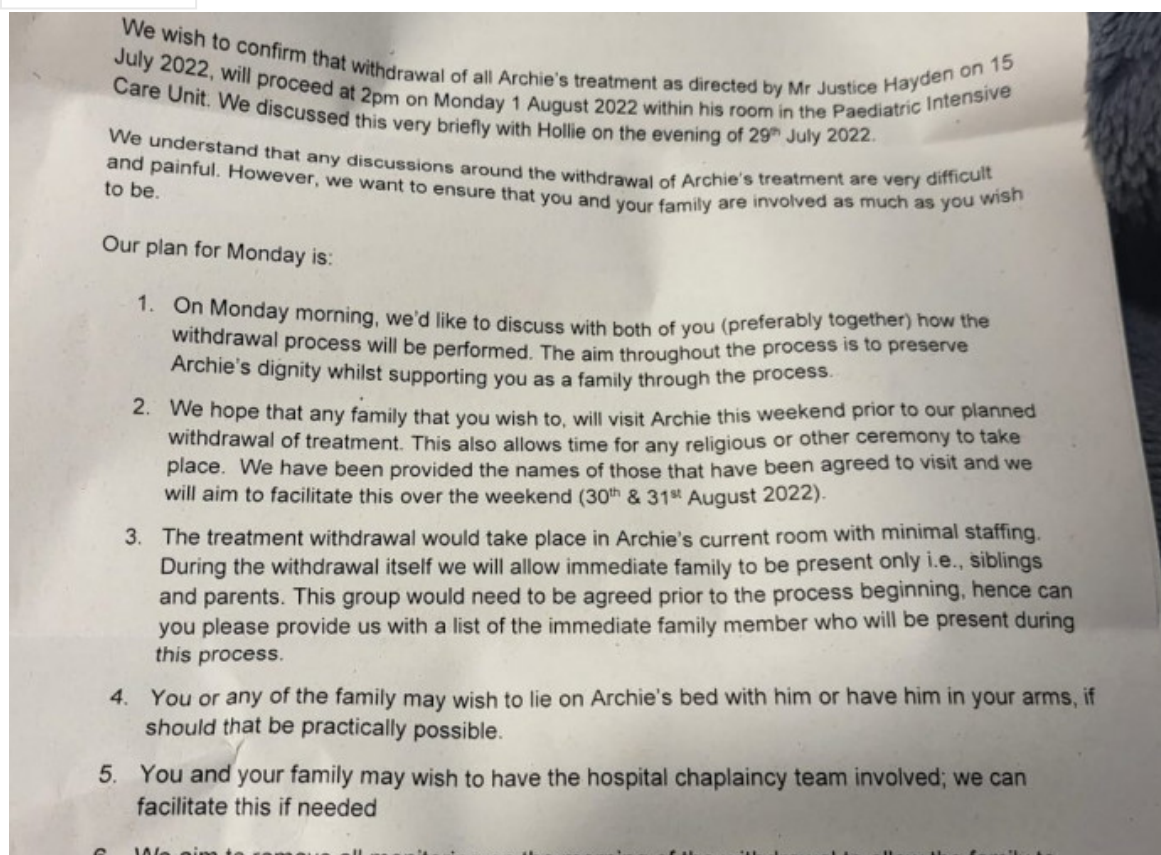 We wish to confirm that withdrawal of all Archie's treatment as directed by Mr Justice Hayden on 15
July 2022, will proceed at 2pm on Monday 1 August 2022 within his room in the Paediatric Intensive
Care Unit. We discussed this very briefly with Hollie on the evening of 29th July 2022.
We understand that any discussions around the withdrawal of Archie's treatment are very difficult
and painful. However, we want to ensure that you and your family are involved as much as you wish
to be.
Our plan for Monday is:
1. On Monday morning, we'd like to discuss with both of you (preferably together) how the
withdrawal process will be performed. The aim throughout the process is to preserve
Archie's dignity whilst supporting you as a family through the process.
2. We hope that any family that you wish to, will visit Archie this weekend prior to our planned
withdrawal of treatment. This also allows time for any religious or other ceremony to take
place. We have been provided the names of those that have been agreed to visit and we
will aim to facilitate this over the weekend (30th & 31st August 2022).
3. The treatment withdrawal would take place in Archie's current room with minimal staffing.
During the withdrawal itself we will allow immediate family to be present only i.e., siblings
and parents. This group would need to be agreed prior to the process beginning, hence can
you please provide us with a list of the immediate family member who will be present during
this process.
4. You or any of the family may wish to lie on Archie's bed with him or have him in your arms, if
should that be practically possible.
5. You and your family may wish to have the hospital chaplaincy team involved; we can
facilitate this if needed
6. We aim to remove all